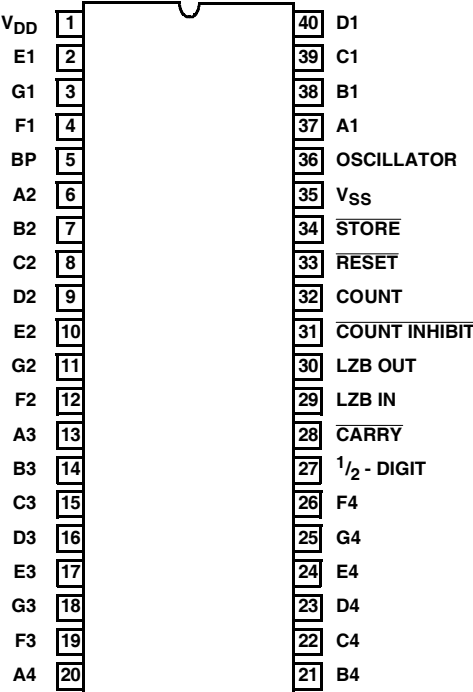 V_DD 1 40 D1
E1 2 39 C1
G1 3 38 B1
F1 4 37 A1
BP 5 36 OSCILLATOR
A2 6 35 V_SS
B2 7 34 STORE
C2 8 33 RESET
D2 9 32 COUNT
E2 10 31 COUNT INHIBIT
G2 11 30 LZB OUT
F2 12 29 LZB IN
A3 13 28 CARRY
B3 14 27 1/2 - DIGIT
C3 15 26 F4
D3 16 25 G4
E3 17 24 E4
G3 18 23 D4
F3 19 22 C4
A4 20 21 B4